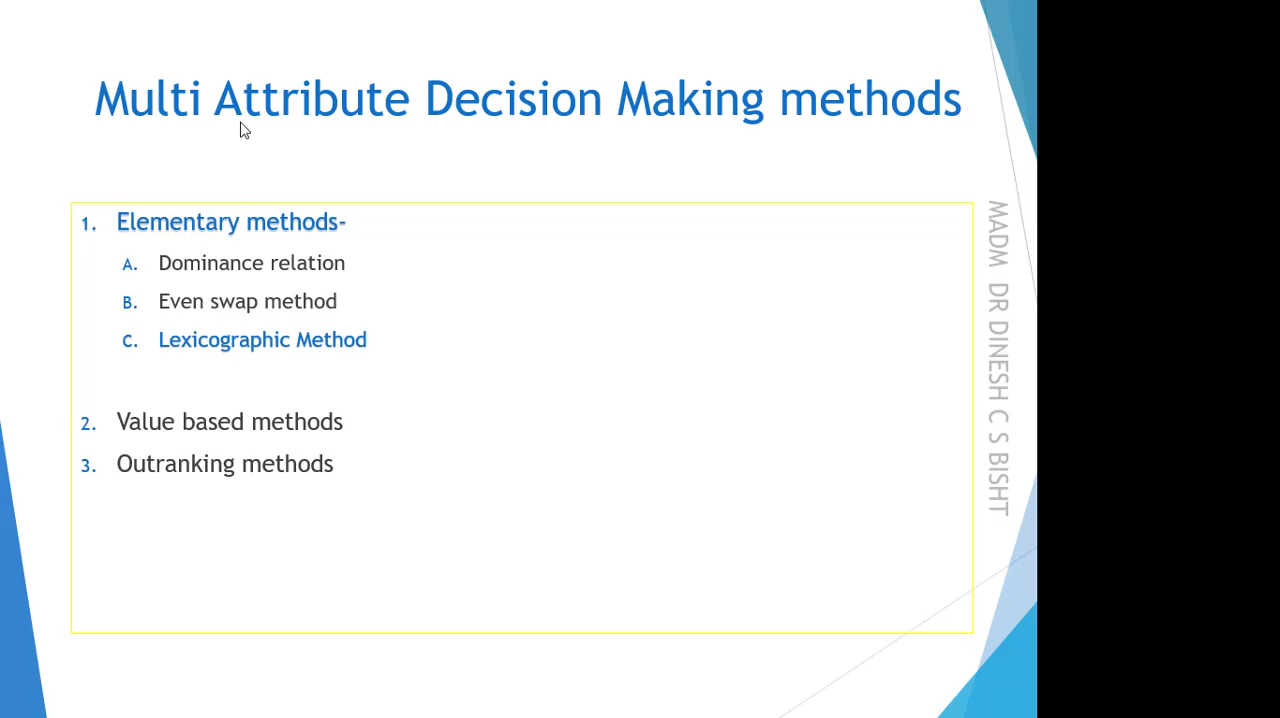 Multi Attribute Decision Making methods
1. Elementary methods-
A. Dominance relation
B. Even swap method
C. Lexicographic Method
2. Value based methods
3. Outranking methods
MADM DR DINESH C S BISHT